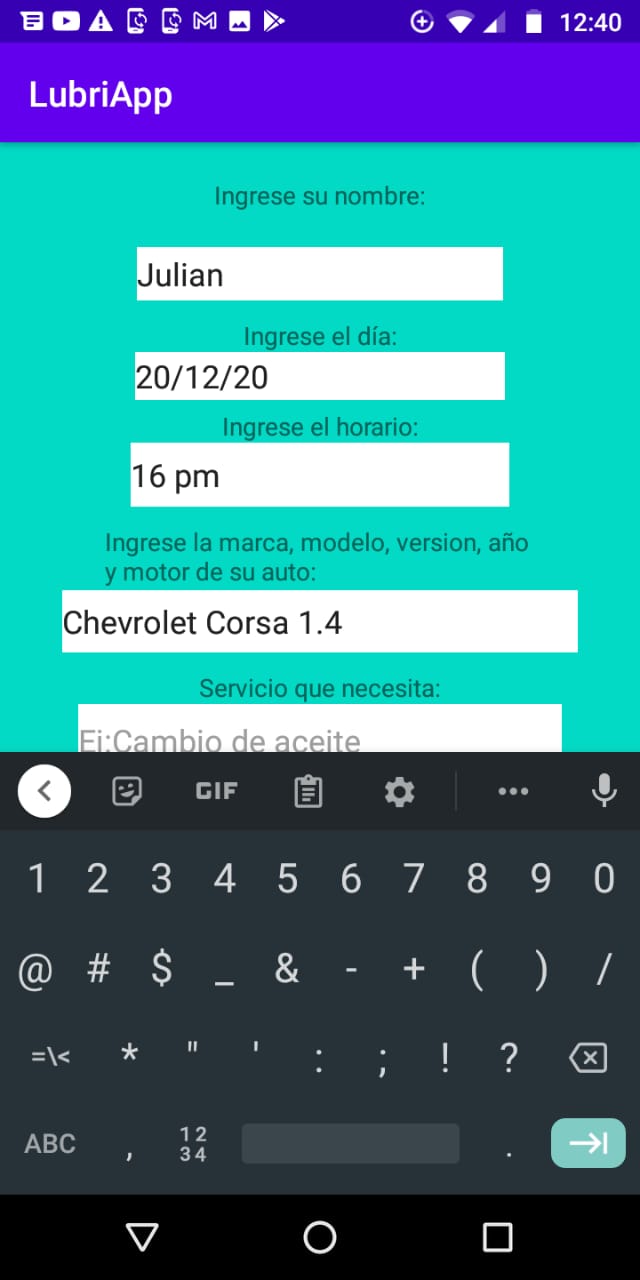 12:40
LubriApp
Ingrese su nombre:
Julian
Ingrese el día:
20/12/20
Ingrese el horario:
16 pm
Ingrese la marca, modelo, version, año
y motor de su auto:
Chevrolet Corsa 1.4
Servicio que necesita:
Ej:Cambio de aceite
GIF
1 2 3 4 5 6 7 8 9 0
@ # $ _ & - + ( ) /
=\< * " ' : ; ! ?
ABC , 12 34 .